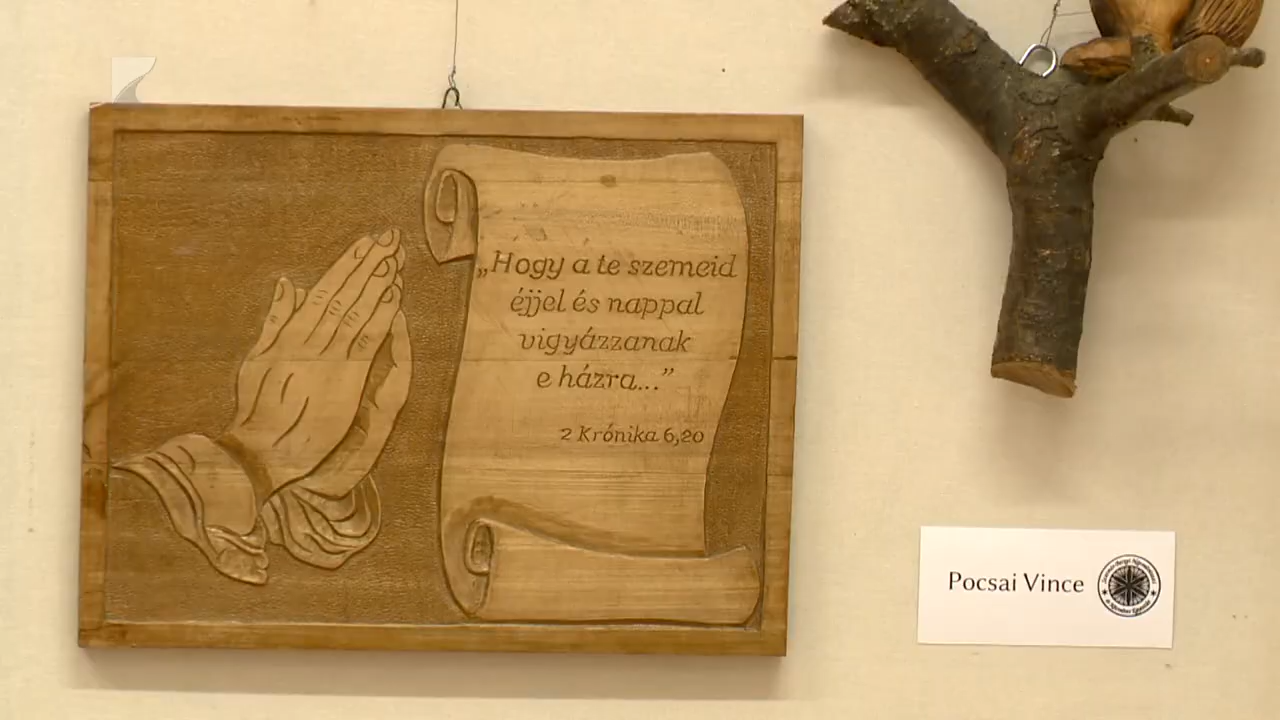 „Hogy a te szemeid
éjjel és nappal
vigyázzanak
e házra...”
2 Krónika 6,20
Pocsai Vince